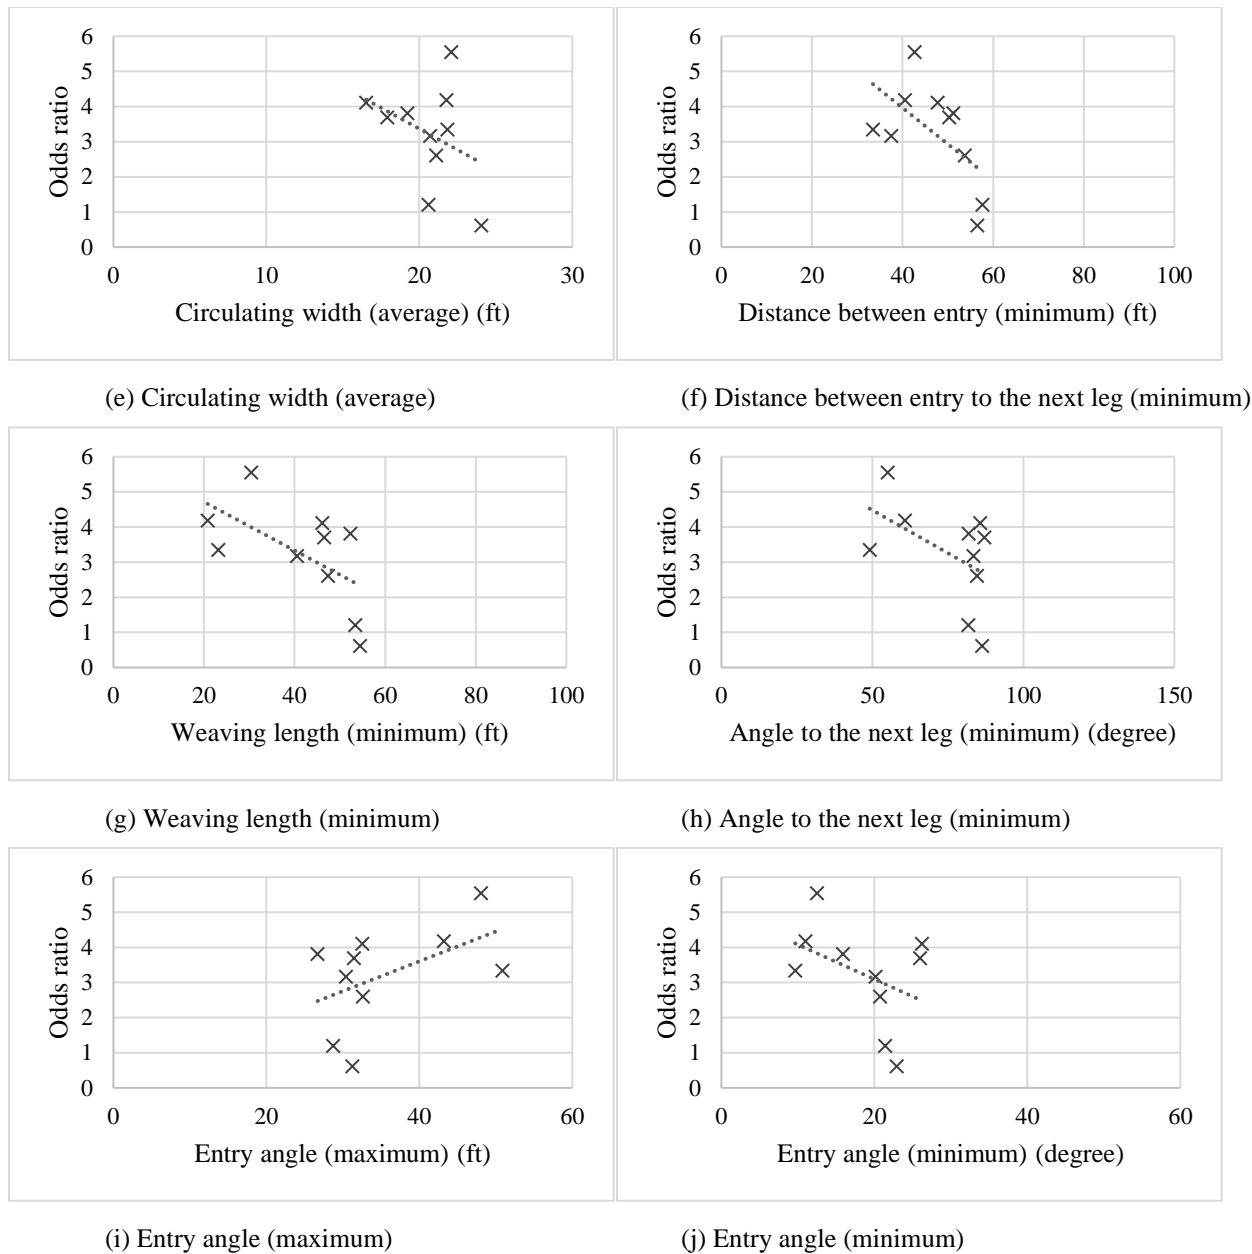 6
5
4
3
2
1
0
Odds ratio
0 10 20 30
Circulating width (average) (ft)
6
5
4
3
2
1
0
Odds ratio
0 20 40 60 80 100
Distance between entry (minimum) (ft)
(e) Circulating width (average)
(f) Distance between entry to the next leg (minimum)
6
5
4
3
2
1
0
Odds ratio
0 20 40 60 80 100
Weaving length (minimum) (ft)
6
5
4
3
2
1
0
Odds ratio
0 50 100 150
Angle to the next leg (minimum) (degree)
(g) Weaving length (minimum)
(h) Angle to the next leg (minimum)
6
5
4
3
2
1
0
Odds ratio
0 20 40 60
Entry angle (maximum) (ft)
6
5
4
3
2
1
0
Odds ratio
0 20 40 60
Entry angle (minimum) (degree)
(i) Entry angle (maximum)
(j) Entry angle (minimum)